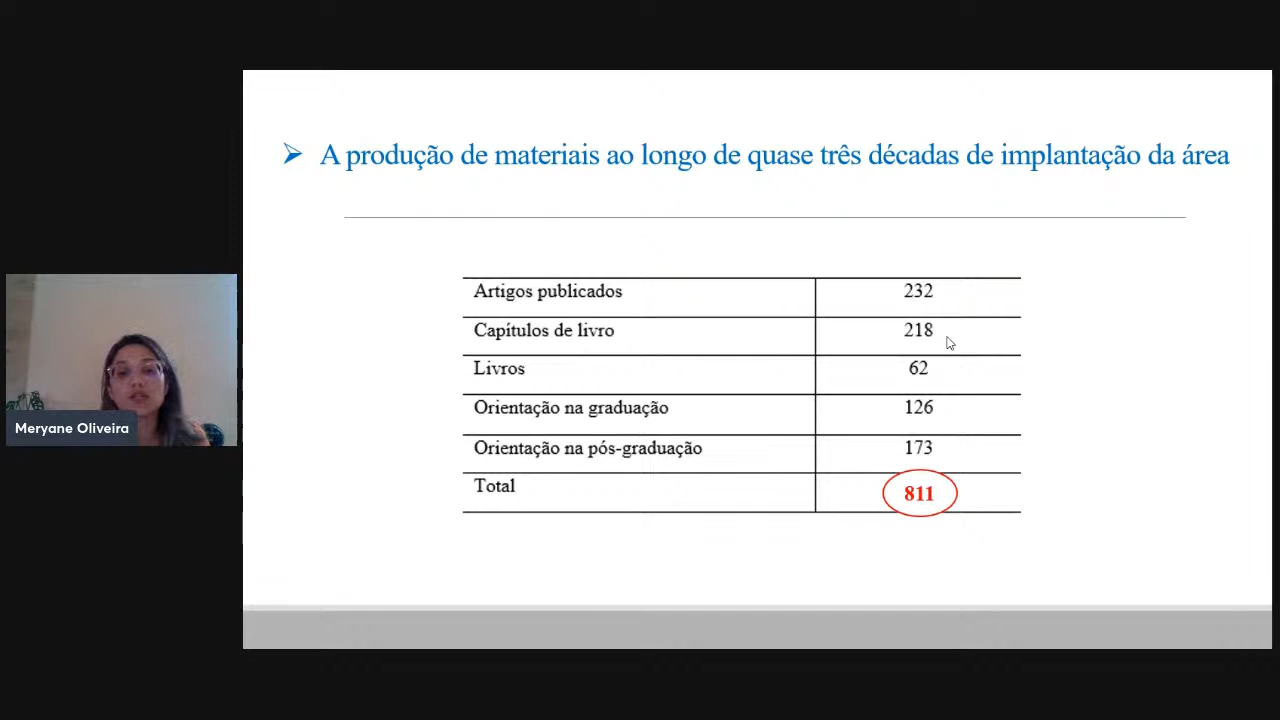 A produção de materiais ao longo de quase três décadas de implantação da área
Artigos publicados 232
Capítulos de livro 218
Livros 62
Orientação na graduação 126
Orientação na pós-graduação 173
Total 811
Meryane Oliveira